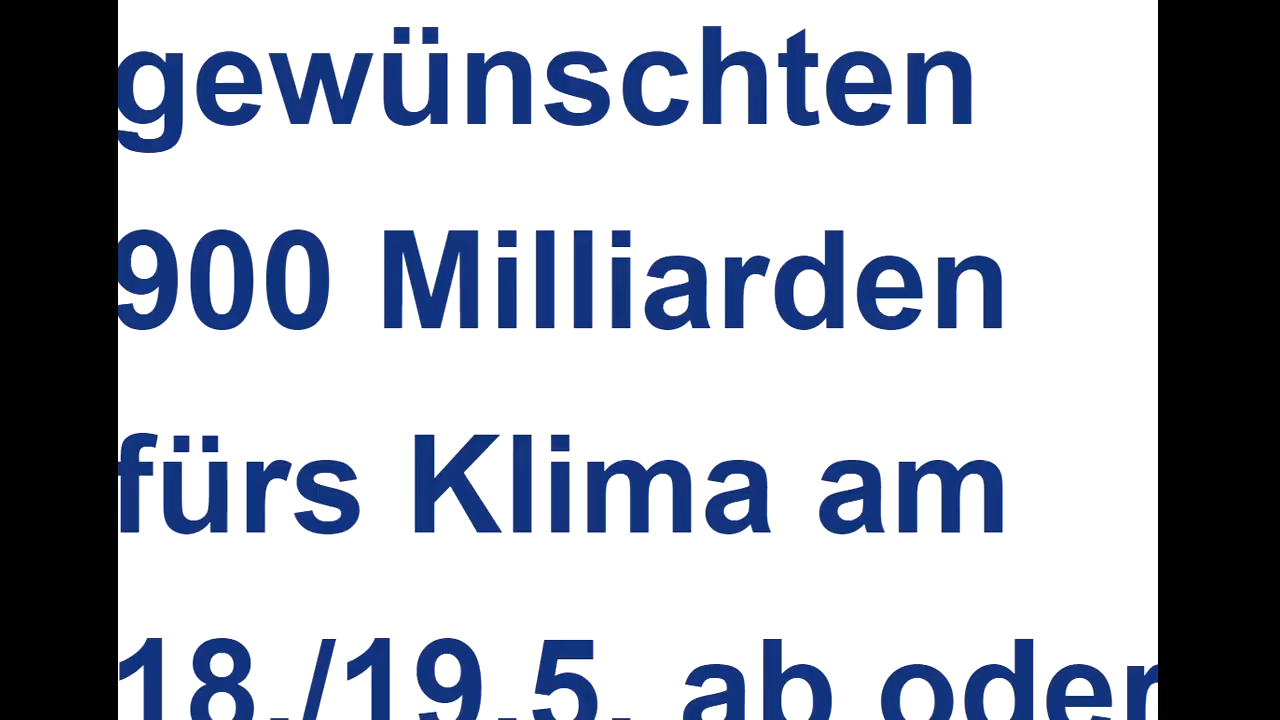 gewünschten
900 Milliarden
fürs Klima am
18./19.5. ab oder